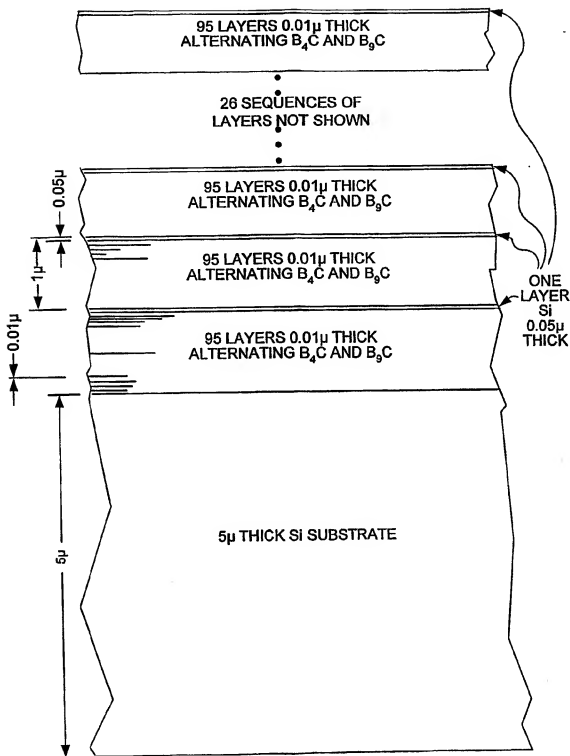 95 LAYERS 0.01µ THICK
ALTERNATING B₄C AND B₉C
26 SEQUENCES OF
LAYERS NOT SHOWN
95 LAYERS 0.01µ THICK
ALTERNATING B₄C AND B₉C
0.05µ
95 LAYERS 0.01µ THICK
ALTERNATING B₄C AND B₉C
1µ
ONE
LAYER
Si
0.05µ
THICK
95 LAYERS 0.01µ THICK
ALTERNATING B₄C AND B₉C
0.01µ
5µ THICK Si SUBSTRATE
5µ